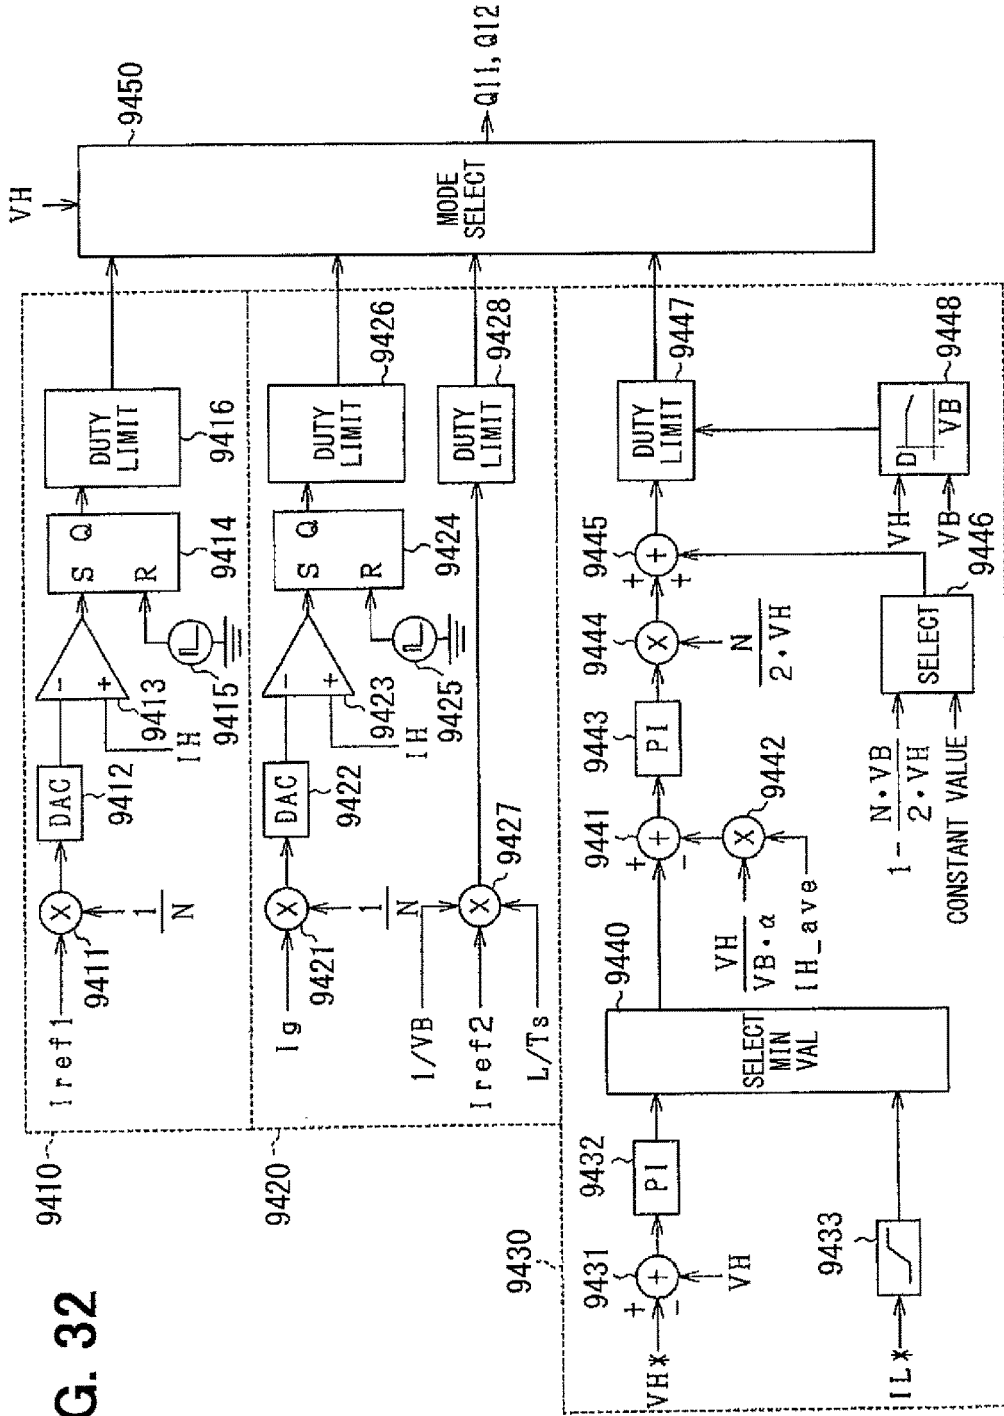 G. 32
9410
Iref1
9411
X
1
N
DAC
9412
-
+
9413
IH
9415
S Q
R
9414
DUTY
LIMIT
9416
VH
9450
MODE
SELECT
Q11, Q12
9420
Ig
9421
X
1
N
DAC
9422
-
+
9423
IH
9425
S Q
R
9424
DUTY
LIMIT
9426
1/VB
Iref2
L/Ts
X
9427
DUTY
LIMIT
9428
9430
VH*
+
-
+
9431
VH
PI
9432
IL*
9433
SELECT
MIN
VAL
9440
+
-
+
9441
VH
VB·α
IH_ave
X
9442
PI
9443
X
9444
N
2·VH
+
+
+
9445
DUTY
LIMIT
9447
1- N·VB
2·VH
CONSTANT VALUE
SELECT
9446
VH
VB
D
VB
9448